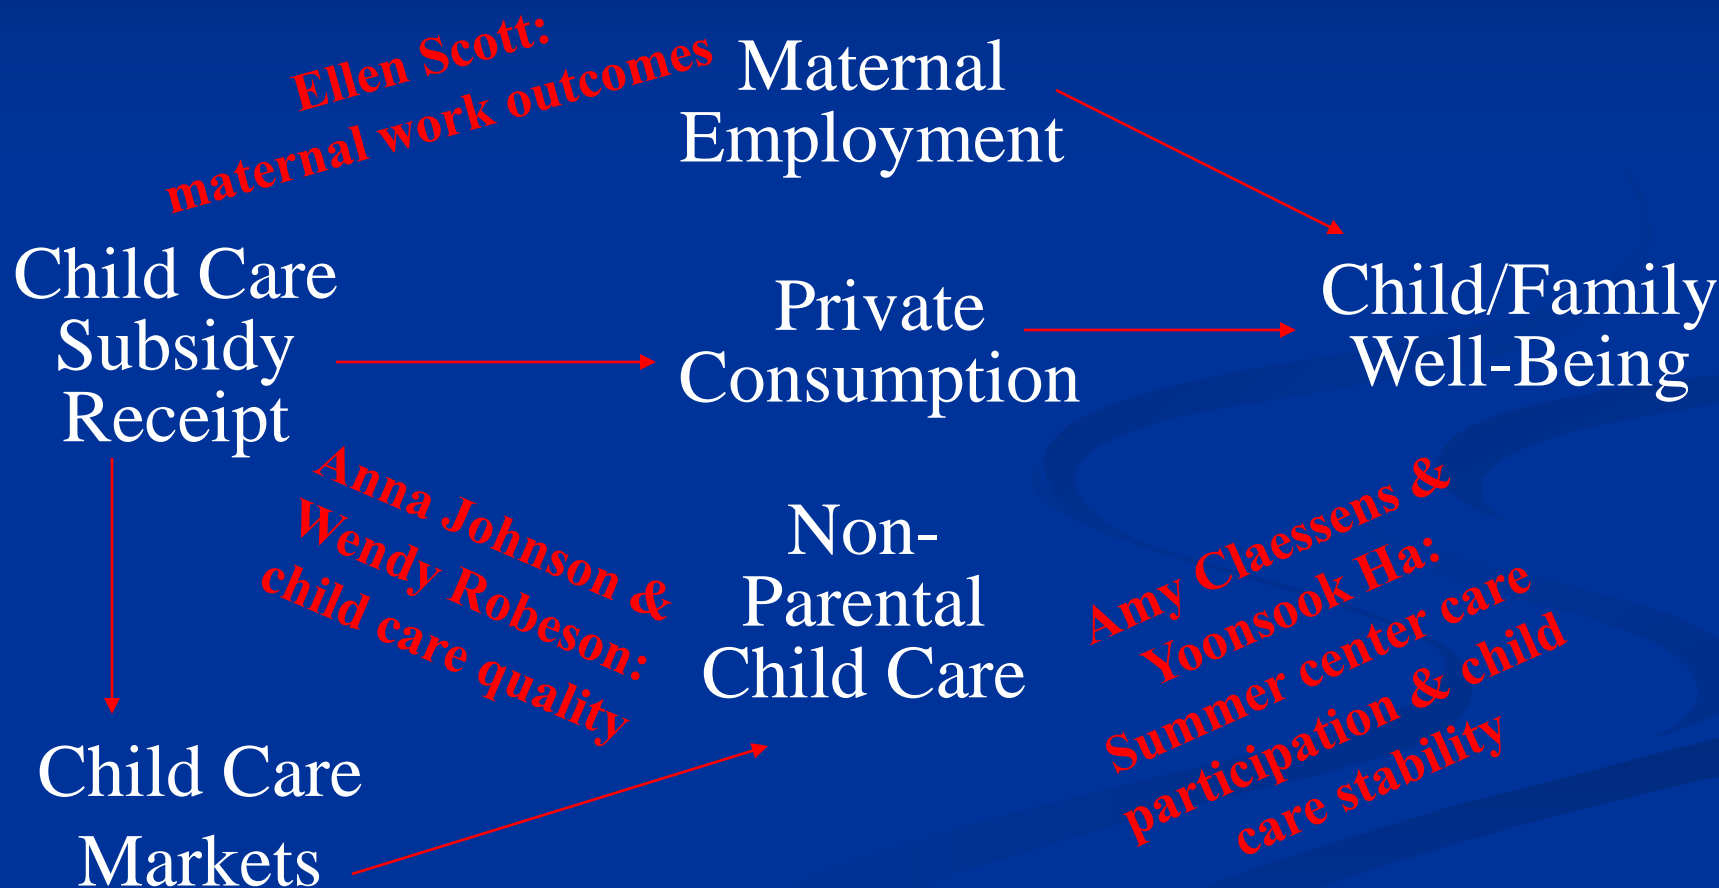 Ellen Scott:
maternal work outcomes
Maternal
Employment
Child Care
Subsidy
Receipt
Private
Consumption
Child/Family
Well-Being
Anna Johnson &
Wendy Robeson:
child care quality
Non-
Parental
Child Care
Amy Claessens &
Yoonsook Ha:
Summer center care
participation & child
care stability
Child Care
Markets